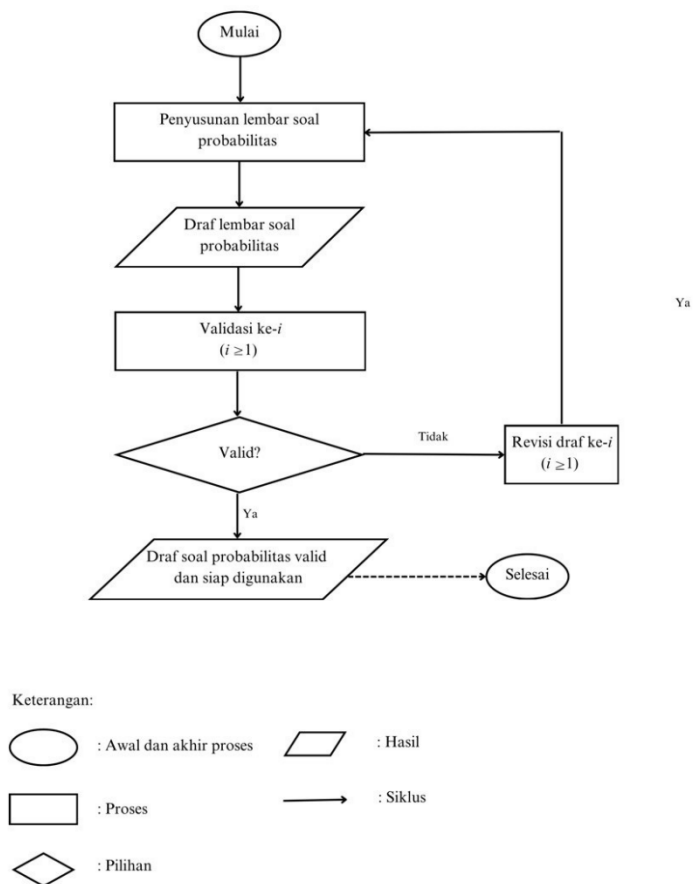 Mulai
Penyusunan lembar soal
probabilitas
Draf lembar soal
probabilitas
Ya
Validasi ke-i
(i ≥1)
Valid?
Tidak
Revisi draf ke-i
(i ≥1)
Ya
Draf soal probabilitas valid
dan siap digunakan
Selesai
Keterangan:
: Awal dan akhir proses
: Hasil
: Proses
: Siklus
: Pilihan